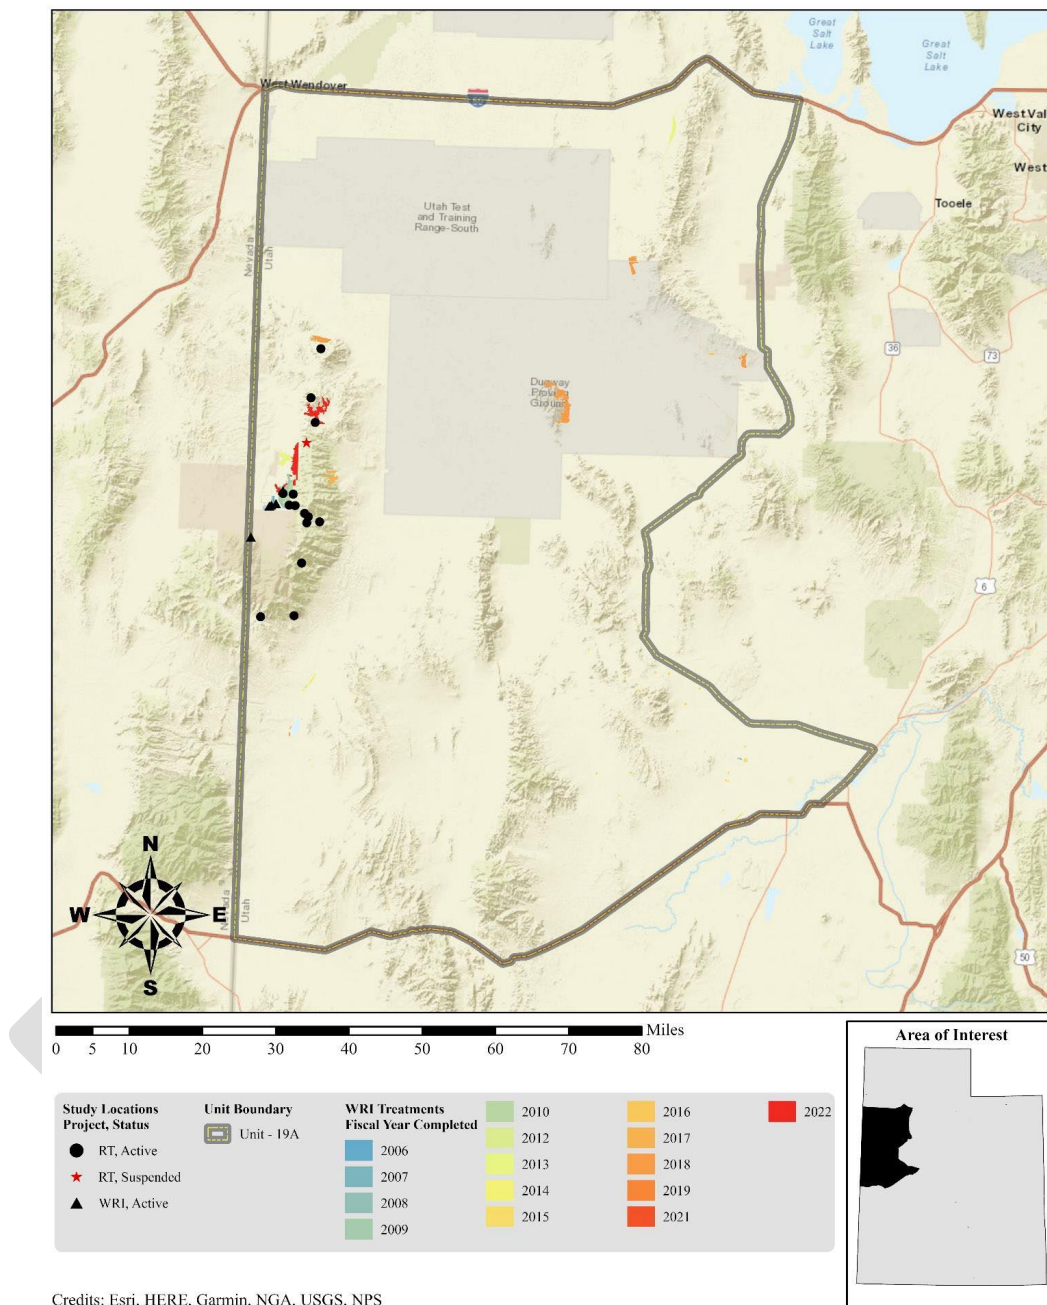 Great
Salt
Lake
Great
Salt
Lake
West Wendover
West Val
City
West
Tooele
Utah Test
and Training
Range-South
Nevada
Utah
36
73
Dugway
Proving
Grounds
6
Nevada
Utah
50
N
W E
S
Miles
0 5 10 20 30 40 50 60 70 80
Area of Interest
Study Locations
Project, Status
RT, Active
RT, Suspended
WRI, Active
Unit Boundary
Unit - 19A
WRI Treatments
Fiscal Year Completed
2006
2007
2008
2009
2010
2012
2013
2014
2015
2016
2017
2018
2019
2021
2022
Credits: Esri, HERE, Garmin, NGA, USGS, NPS